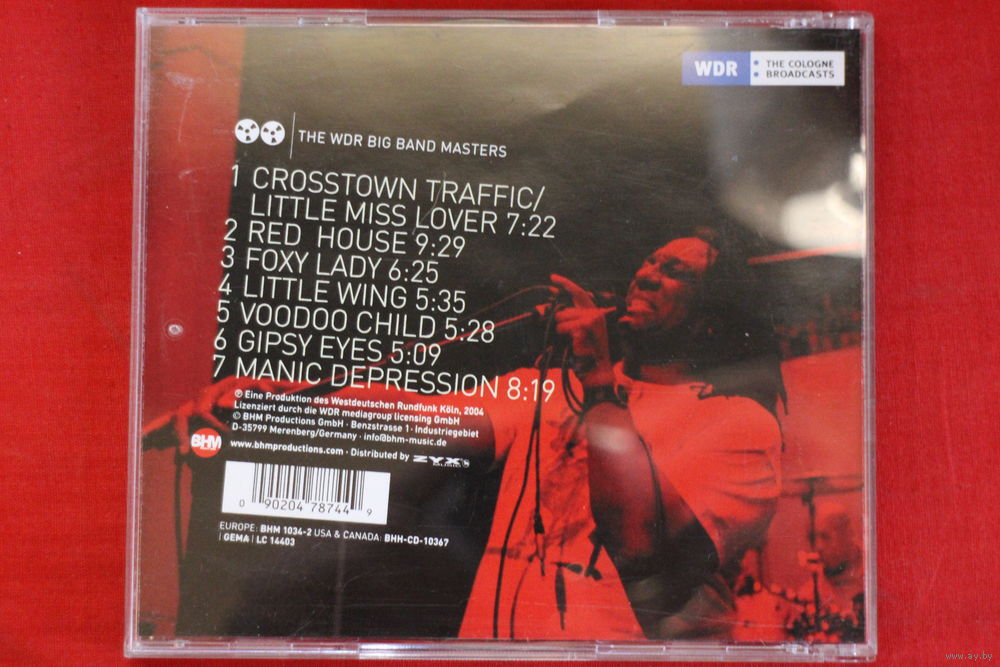 WDR : THE COLOGNE
BROADCASTS
THE WDR BIG BAND MASTERS
1 CROSSTOWN TRAFFIC/
LITTLE MISS LOVER 7:22
2 RED HOUSE 9:29
3 FOXY LADY 6:25
4 LITTLE WING 5:35
5 VOODOO CHILD 5:28
6 GIPSY EYES 5:09
7 MANIC DEPRESSION 8:19
℗ Eine Produktion des Westdeutschen Rundfunk Köln, 2004
Lizenziert durch die WDR mediagroup licensing GmbH
© BHM Productions GmbH · Benzstrasse 1 · Industriegebiet
D-35799 Merenberg/Germany · info@bhm-music.de
BHM
www.bhmproductions.com · Distributed by ZYX MUSIC
0 90204 78744 9
EUROPE: BHM 1034-2 USA & CANADA: BHH-CD-10367
| GEMA | LC 14403
www.ay.by